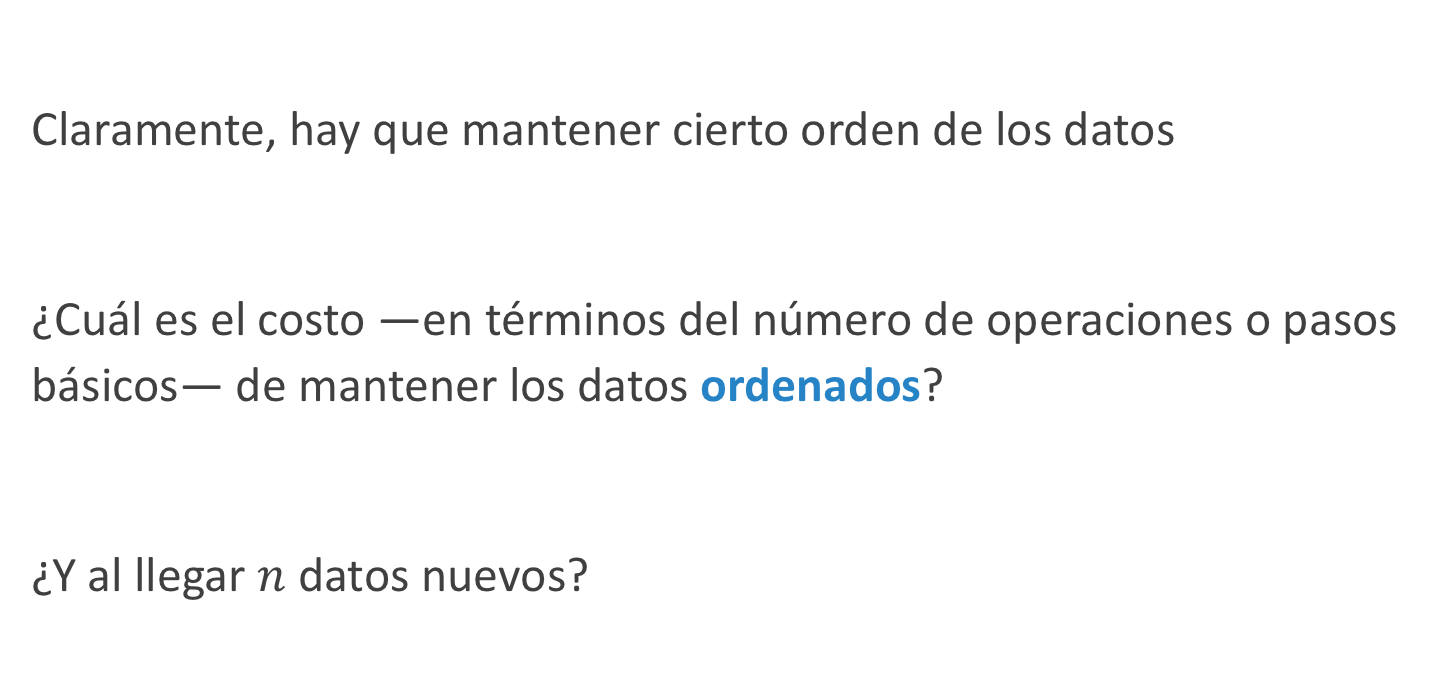 Claramente, hay que mantener cierto orden de los datos
¿Cuál es el costo —en términos del número de operaciones o pasos
básicos— de mantener los datos ordenados?
¿Y al llegar n datos nuevos?